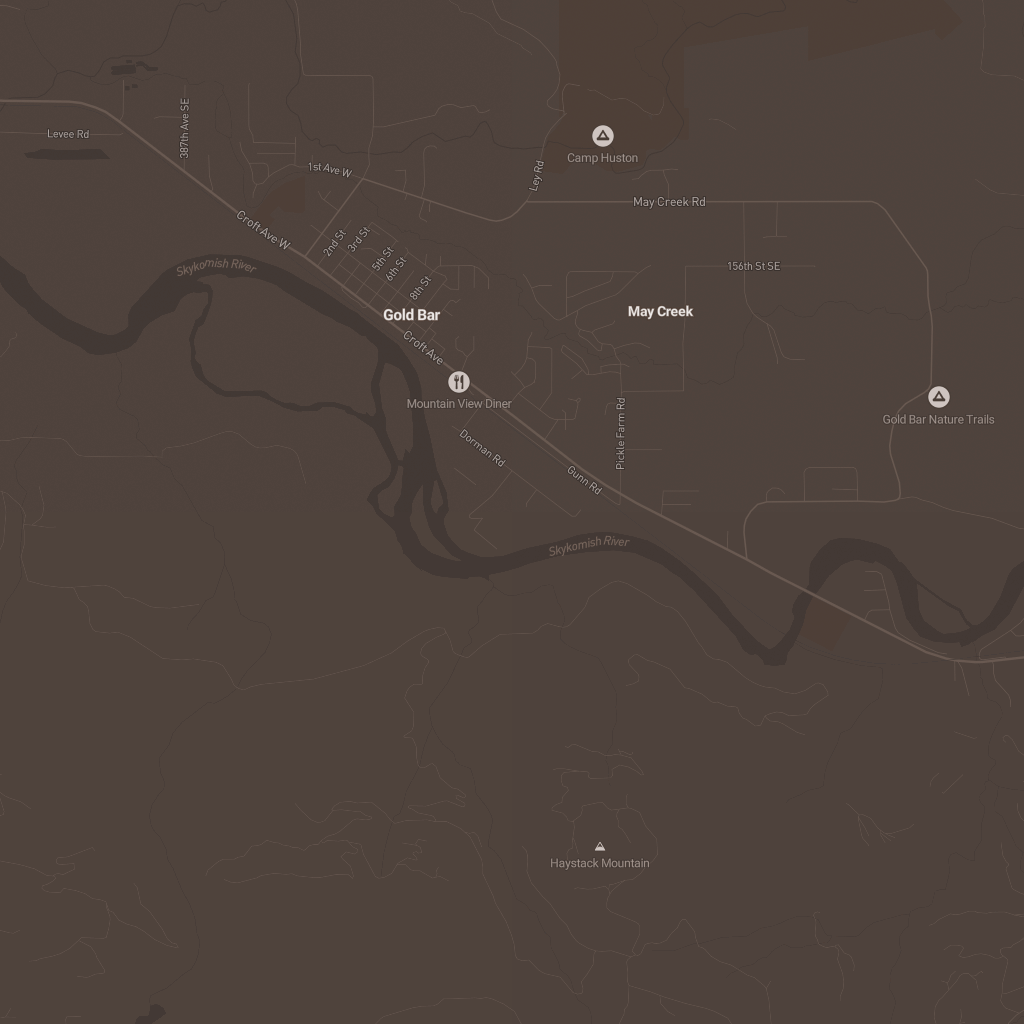 Levee Rd
387th Ave SE
Camp Huston
1st Ave W
Ley Rd
May Creek Rd
Croft Ave W
2nd St
3rd St
5th St
6th St
8th St
Skykomish River
156th St SE
Gold Bar
May Creek
Croft Ave
Mountain View Diner
Gold Bar Nature Trails
Pickle Farm Rd
Dorman Rd
Gunn Rd
Skykomish River
Haystack Mountain